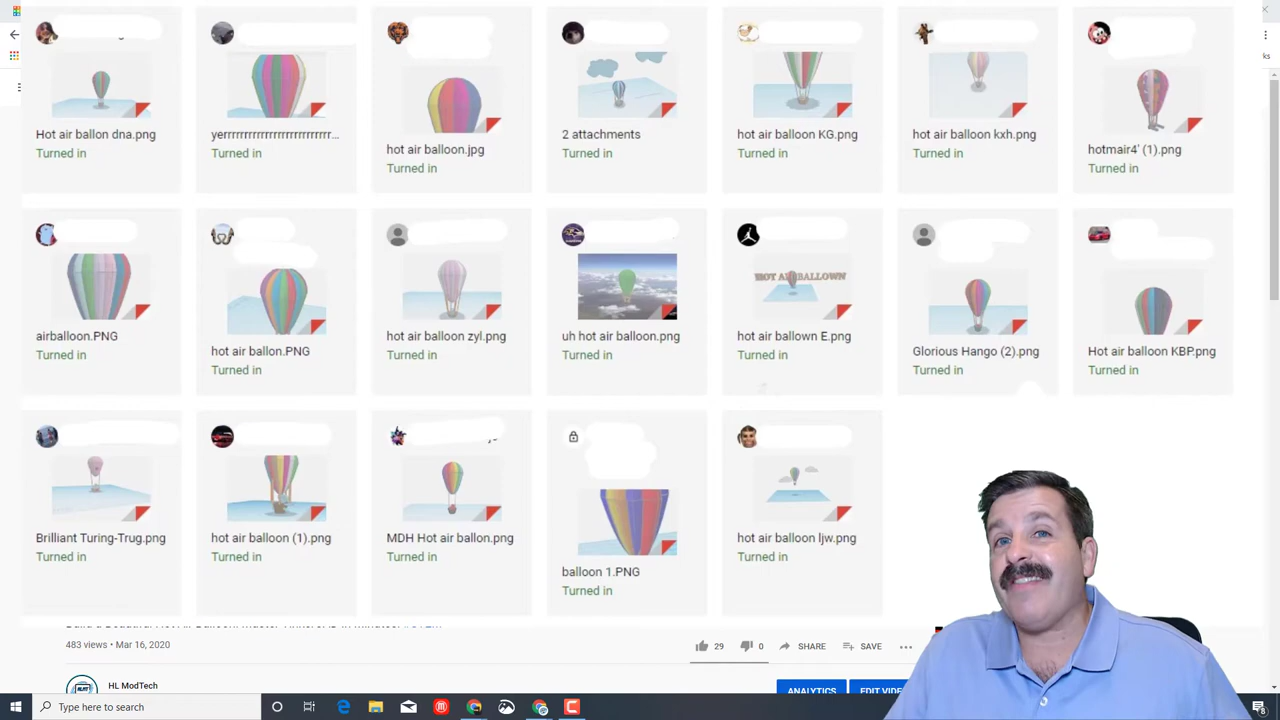 Hot air ballon dna.png
Turned in
yerrrrrrrrrrrrrrrrrrrrrrrrrr...
Turned in
hot air balloon.jpg
Turned in
2 attachments
Turned in
hot air balloon KG.png
Turned in
hot air balloon kxh.png
Turned in
hotmair4' (1).png
Turned in
airballoon.PNG
Turned in
hot air ballon.PNG
Turned in
hot air balloon zyl.png
Turned in
uh hot air balloon.png
Turned in
HOT AIRBALLOWN
hot air ballown E.png
Turned in
Glorious Hango (2).png
Turned in
Hot air balloon KBP.png
Turned in
Brilliant Turing-Trug.png
Turned in
hot air balloon (1).png
Turned in
MDH Hot air ballon.png
Turned in
balloon 1.PNG
Turned in
hot air balloon ljw.png
Turned in
483 views • Mar 16, 2020
29
0
SHARE
SAVE
HL ModTech
ANALYTICS
EDIT VIDE
Type here to search
8